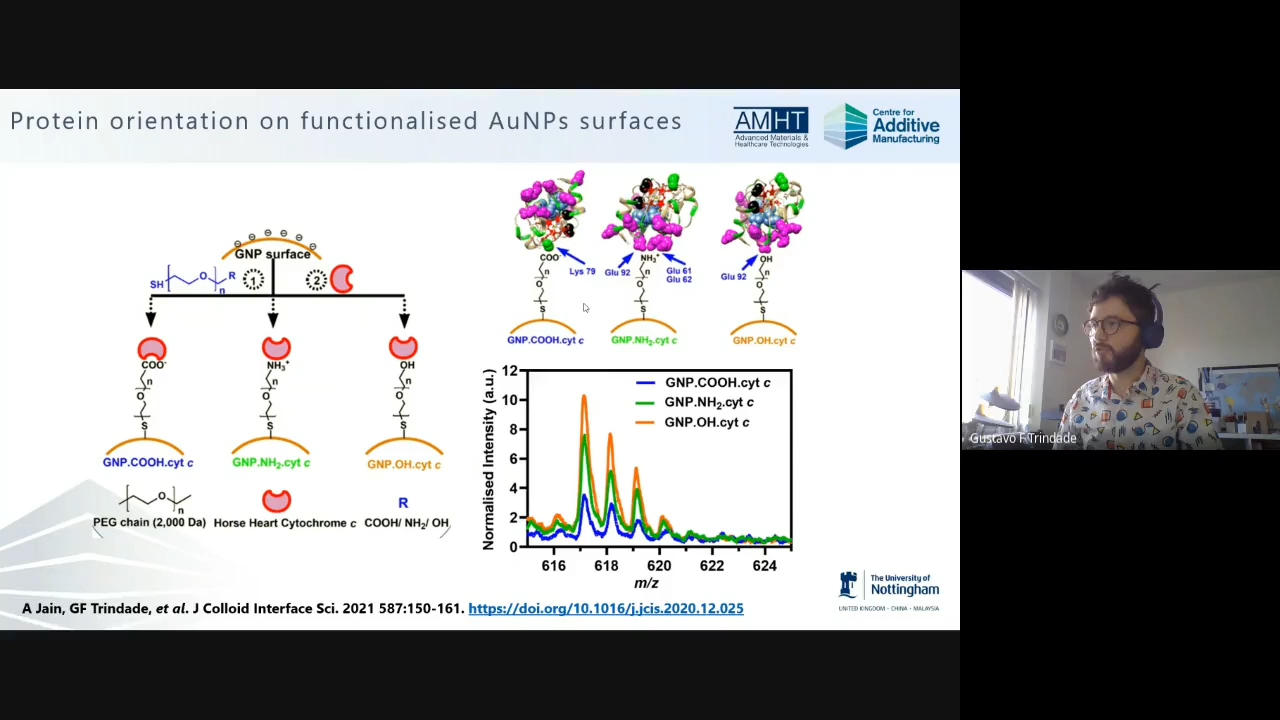 Protein orientation on functionalised AuNPs surfaces
AMHT
Advanced Materials &
Healthcare Technologies
Centre for
Additive
Manufacturing
GNP surface
SH
O
n
R
1
2
COO-
NH3+
OH
n
n
n
O
O
O
S
S
S
GNP.COOH.cyt c
GNP.NH2.cyt c
GNP.OH.cyt c
O
n
PEG chain (2,000 Da)
Horse Heart Cytochrome c
R
COOH/ NH2/ OH
COO-
Lys 79
Glu 92
NH3+
Glu 61
Glu 62
Glu 92
OH
n
n
n
O
O
O
S
S
S
GNP.COOH.cyt c
GNP.NH2.cyt c
GNP.OH.cyt c
Normalised Intensity (a.u.)
12
10
8
6
4
2
0
GNP.COOH.cyt c
GNP.NH2.cyt c
GNP.OH.cyt c
616
618
620
622
624
m/z
A Jain, GF Trindade, et al. J Colloid Interface Sci. 2021 587:150-161. https://doi.org/10.1016/j.jcis.2020.12.025
The University of
Nottingham
UNITED KINGDOM · CHINA · MALAYSIA
Gustavo F Trindade